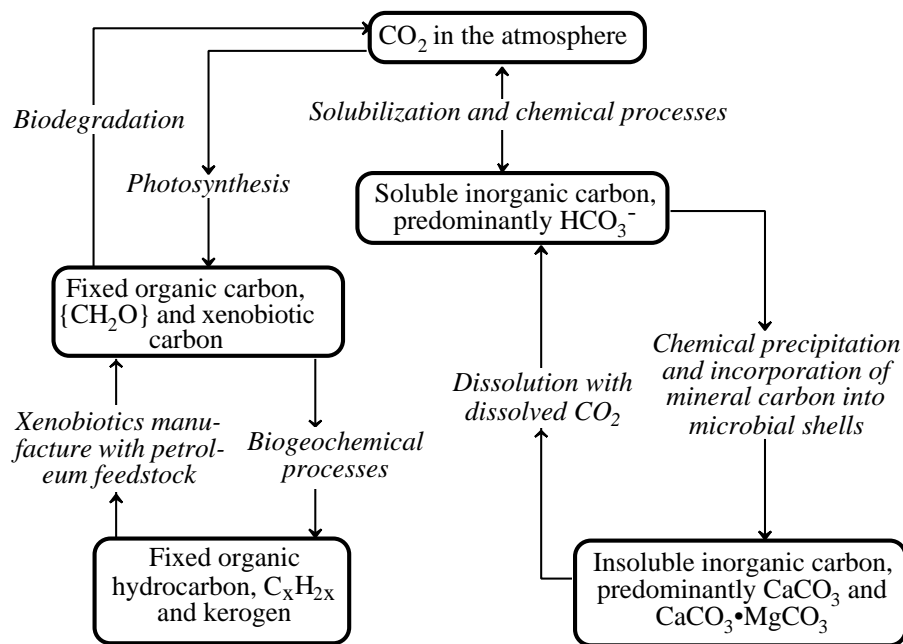 CO₂ in the atmosphere
Biodegradation
Solubilization and chemical processes
Photosynthesis
Soluble inorganic carbon,
predominantly HCO₃⁻
Fixed organic carbon,
{CH₂O} and xenobiotic
carbon
Chemical precipitation
and incorporation of
mineral carbon into
microbial shells
Dissolution with
dissolved CO₂
Xenobiotics manu-
facture with petrol-
eum feedstock
Biogeochemical
processes
Fixed organic
hydrocarbon, CₓH₂ₓ
and kerogen
Insoluble inorganic carbon,
predominantly CaCO₃ and
CaCO₃•MgCO₃